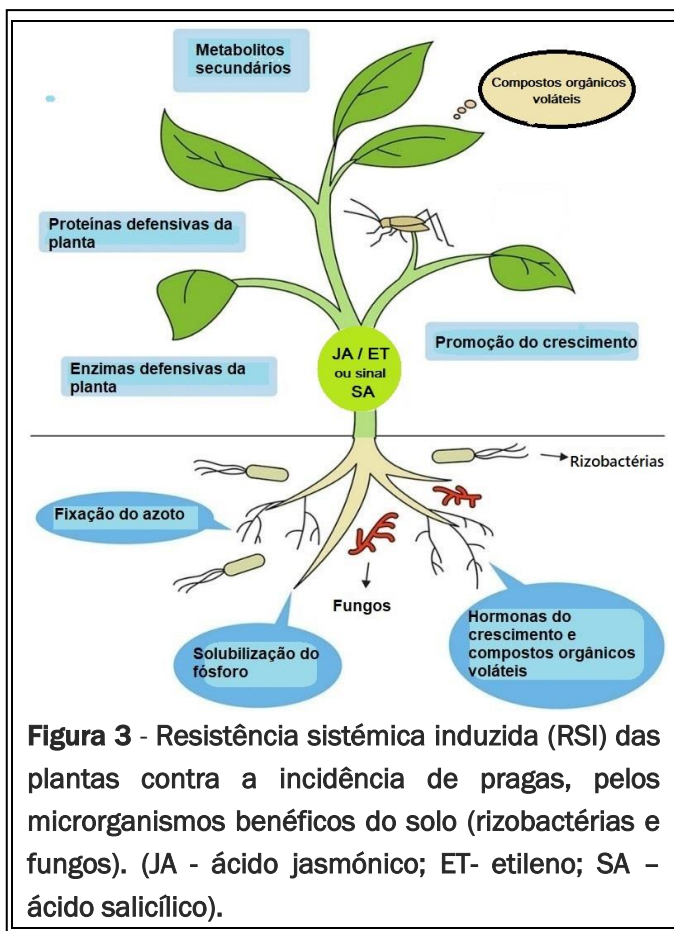 Metabolitos
secundários
Compostos orgânicos
voláteis
Proteínas defensivas da
planta
Enzimas defensivas da
planta
JA / ET
ou sinal
SA
Promoção do crescimento
Rizobactérias
Fixação do azoto
Fungos
Solubilização do
fósforo
Hormonas do
crescimento e
compostos orgânicos
voláteis
Figura 3 - Resistência sistémica induzida (RSI) das
plantas contra a incidência de pragas, pelos
microrganismos benéficos do solo (rizobactérias e
fungos). (JA - ácido jasmónico; ET- etileno; SA –
ácido salicílico).